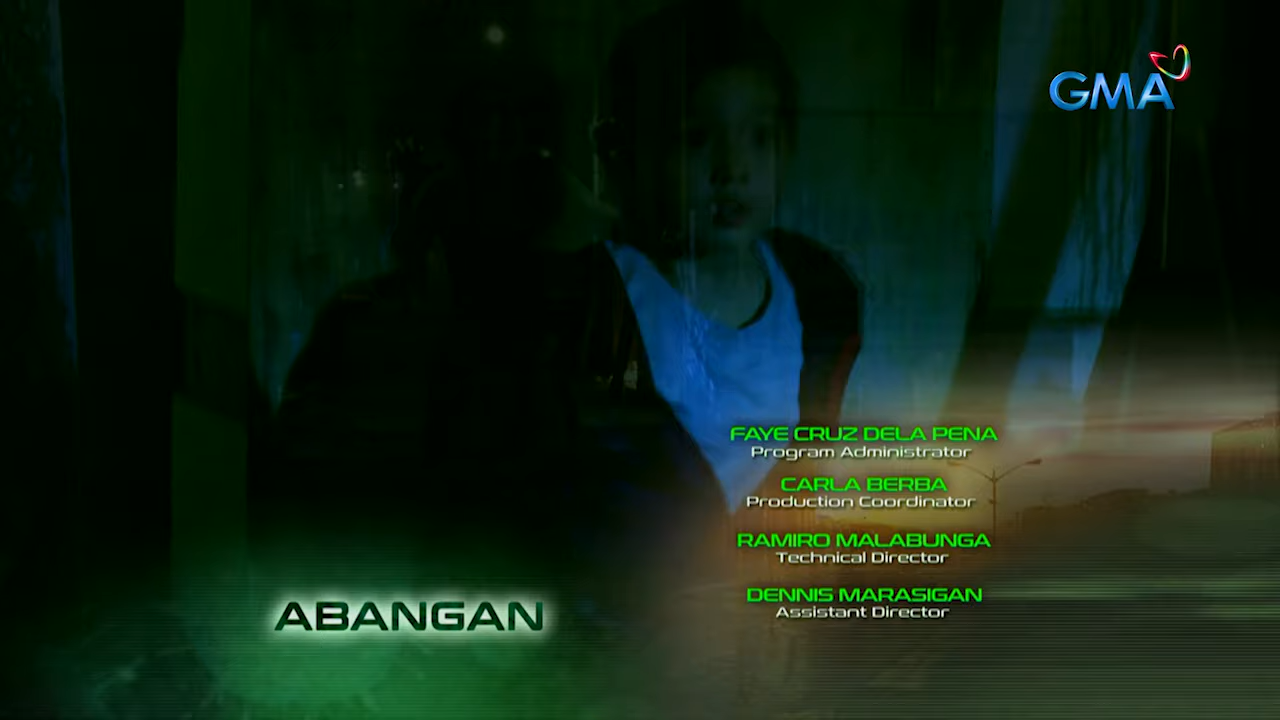 GMA
FAYE CRUZ DELA PENA
Program Administrator
CARLA BERBA
Production Coordinator
RAMIRO MALABUNGA
Technical Director
DENNIS MARASIGAN
Assistant Director
ABANGAN